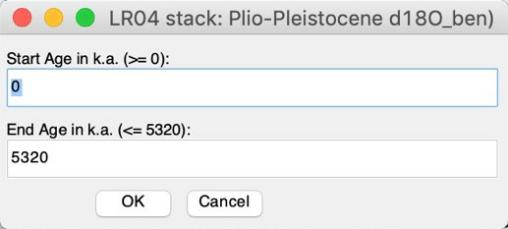 LR04 stack: Plio-Pleistocene d18O_ben)
Start Age in k.a. (>= 0):
0
End Age in k.a. (<= 5320):
5320
OK Cancel